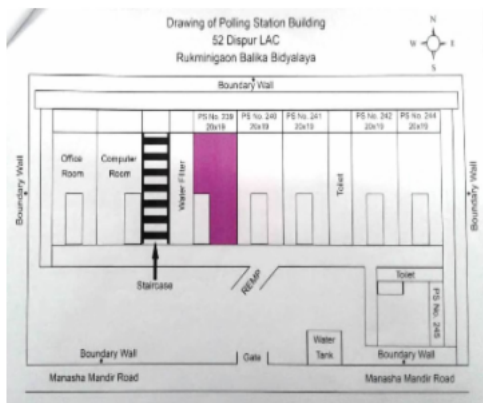 Drawing of Polling Station Building
52 Dispur LAC
Rukminigaon Balika Bidyalaya
N
W E
S
Boundary Wall
PS No. 239
20x19
PS No. 240
20x19
PS No. 241
20x19
PS No. 242
20x19
PS No. 244
20x19
Office
Room
Computer
Room
Water Filter
Toilet
Boundary Wall
Boundary Wall
Staircase
REMP
Toilet
PS No. 245
Water
Tank
Boundary Wall
Gate
Boundary Wall
Manasha Mandir Road
Manasha Mandir Road